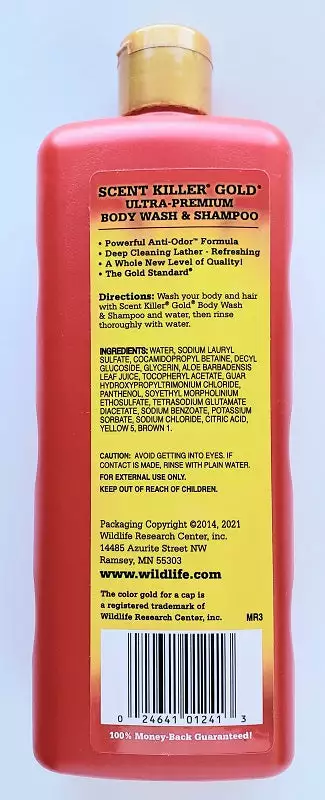 SCENT KILLER® GOLD®
ULTRA-PREMIUM
BODY WASH & SHAMPOO
• Powerful Anti-Odor™ Formula
• Deep Cleaning Lather - Refreshing
• A Whole New Level of Quality!
• The Gold Standard®
Directions: Wash your body and hair
with Scent Killer® Gold® Body Wash
& Shampoo and water, then rinse
thoroughly with water.
INGREDIENTS: WATER, SODIUM LAURYL
SULFATE, COCAMIDOPROPYL BETAINE, DECYL
GLUCOSIDE, GLYCERIN, ALOE BARBADENSIS
LEAF JUICE, TOCOPHERYL ACETATE, GUAR
HYDROXYPROPYLTRIMONIUM CHLORIDE,
PANTHENOL, SOYETHYL MORPHOLINIUM
ETHOSULFATE, TETRASODIUM GLUTAMATE
DIACETATE, SODIUM BENZOATE, POTASSIUM
SORBATE, SODIUM CHLORIDE, CITRIC ACID,
YELLOW 5, BROWN 1.
CAUTION: AVOID GETTING INTO EYES. IF
CONTACT IS MADE, RINSE WITH PLAIN WATER.
FOR EXTERNAL USE ONLY.
KEEP OUT OF REACH OF CHILDREN.
Packaging Copyright ©2014, 2021
Wildlife Research Center, inc.
14485 Azurite Street NW
Ramsey, MN 55303
www.wildlife.com
The color gold for a cap is
a registered trademark of
Wildlife Research Center, inc. MR3
0 24641 01241 3
100% Money-Back Guaranteed!